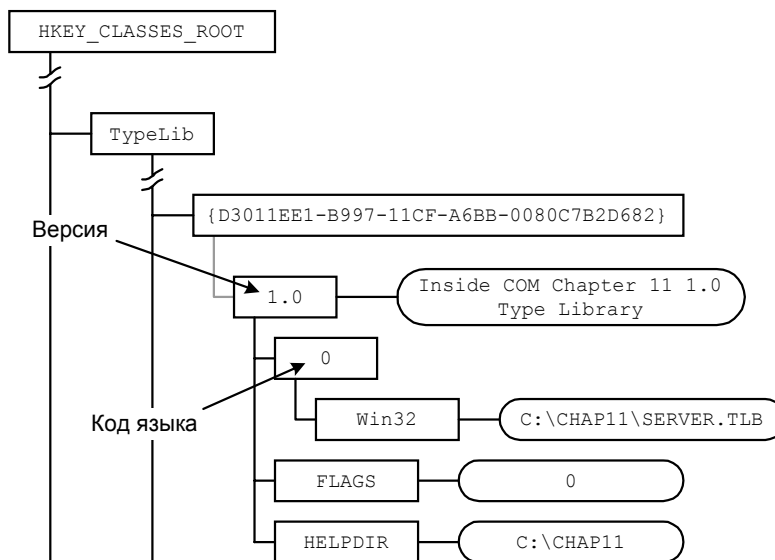 HKEY_CLASSES_ROOT
TypeLib
{D3011EE1-B997-11CF-A6BB-0080C7B2D682}
Версия
1.0
Inside COM Chapter 11 1.0
Type Library
0
Код языка
Win32
C:\CHAP11\SERVER.TLB
FLAGS
0
HELPDIR
C:\CHAP11